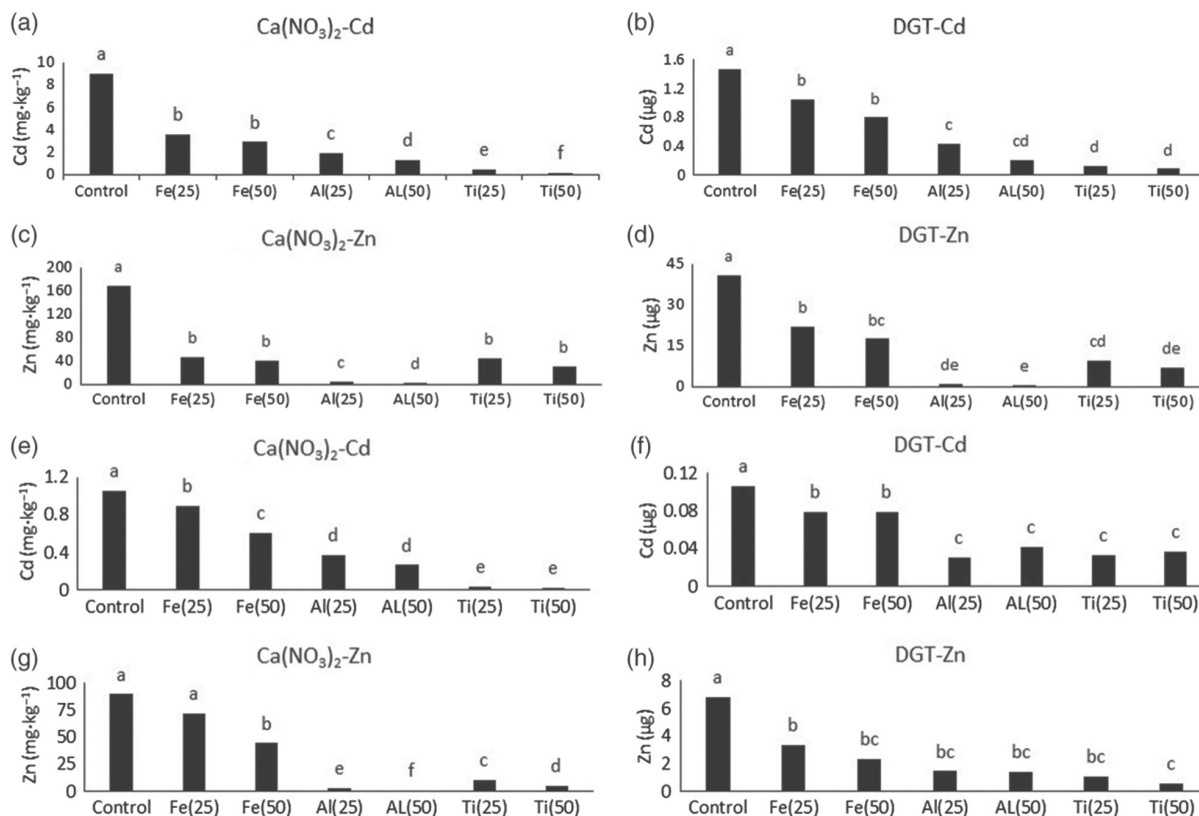 (a)
Ca(NO₃)₂-Cd
a
b
b
c
d
e
f
10
8
6
4
2
0
Cd (mg·kg⁻¹)
Control Fe(25) Fe(50) Al(25) AL(50) Ti(25) Ti(50)
(b)
DGT-Cd
a
b
b
c
cd
d
d
1.6
1.2
0.8
0.4
0
Cd (µg)
Control Fe(25) Fe(50) Al(25) AL(50) Ti(25) Ti(50)
(c)
Ca(NO₃)₂-Zn
a
b
b
c
d
b
b
200
160
120
80
40
0
Zn (mg·kg⁻¹)
Control Fe(25) Fe(50) Al(25) AL(50) Ti(25) Ti(50)
(d)
DGT-Zn
a
b
bc
de
e
cd
de
45
30
15
0
Zn (µg)
Control Fe(25) Fe(50) Al(25) AL(50) Ti(25) Ti(50)
(e)
Ca(NO₃)₂-Cd
a
b
c
d
d
e
e
1.2
0.8
0.4
0
Cd (mg·kg⁻¹)
Control Fe(25) Fe(50) Al(25) AL(50) Ti(25) Ti(50)
(f)
DGT-Cd
a
b
b
c
c
c
c
0.12
0.08
0.04
0
Cd (µg)
Control Fe(25) Fe(50) Al(25) AL(50) Ti(25) Ti(50)
(g)
Ca(NO₃)₂-Zn
a
a
b
e
f
c
d
100
75
50
25
0
Zn (mg·kg⁻¹)
Control Fe(25) Fe(50) Al(25) AL(50) Ti(25) Ti(50)
(h)
DGT-Zn
a
b
bc
bc
bc
bc
c
8
6
4
2
0
Zn (µg)
Control Fe(25) Fe(50) Al(25) AL(50) Ti(25) Ti(50)